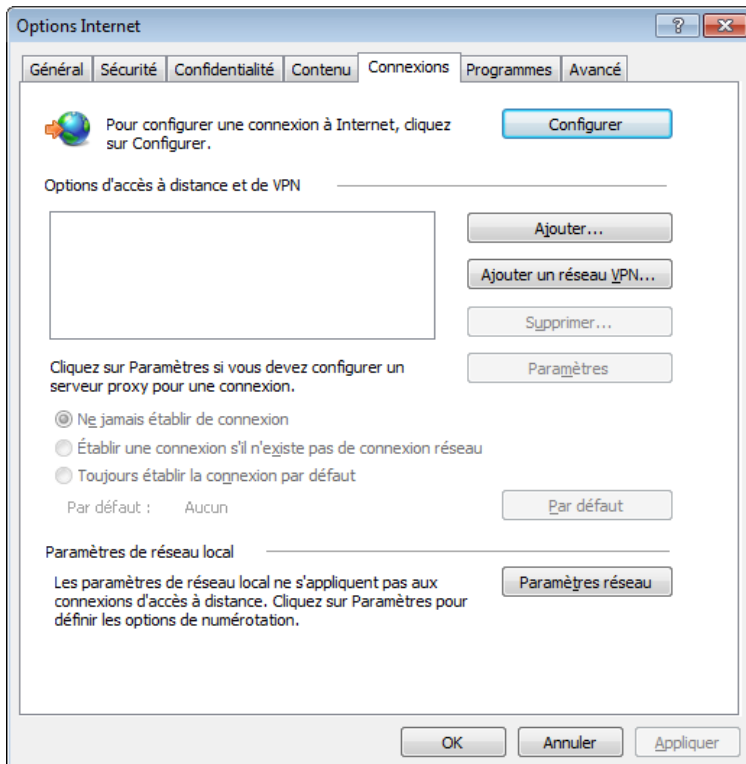 Options Internet
Général Sécurité Confidentialité Contenu Connexions Programmes Avancé
Pour configurer une connexion à Internet, cliquez
sur Configurer.
Configurer
Options d'accès à distance et de VPN
Ajouter...
Ajouter un réseau VPN...
Supprimer...
Cliquez sur Paramètres si vous devez configurer un
serveur proxy pour une connexion.
Paramètres
Ne jamais établir de connexion
Établir une connexion s'il n'existe pas de connexion réseau
Toujours établir la connexion par défaut
Par défaut : Aucun
Par défaut
Paramètres de réseau local
Les paramètres de réseau local ne s'appliquent pas aux
connexions d'accès à distance. Cliquez sur Paramètres pour
définir les options de numérotation.
Paramètres réseau
OK Annuler Appliquer